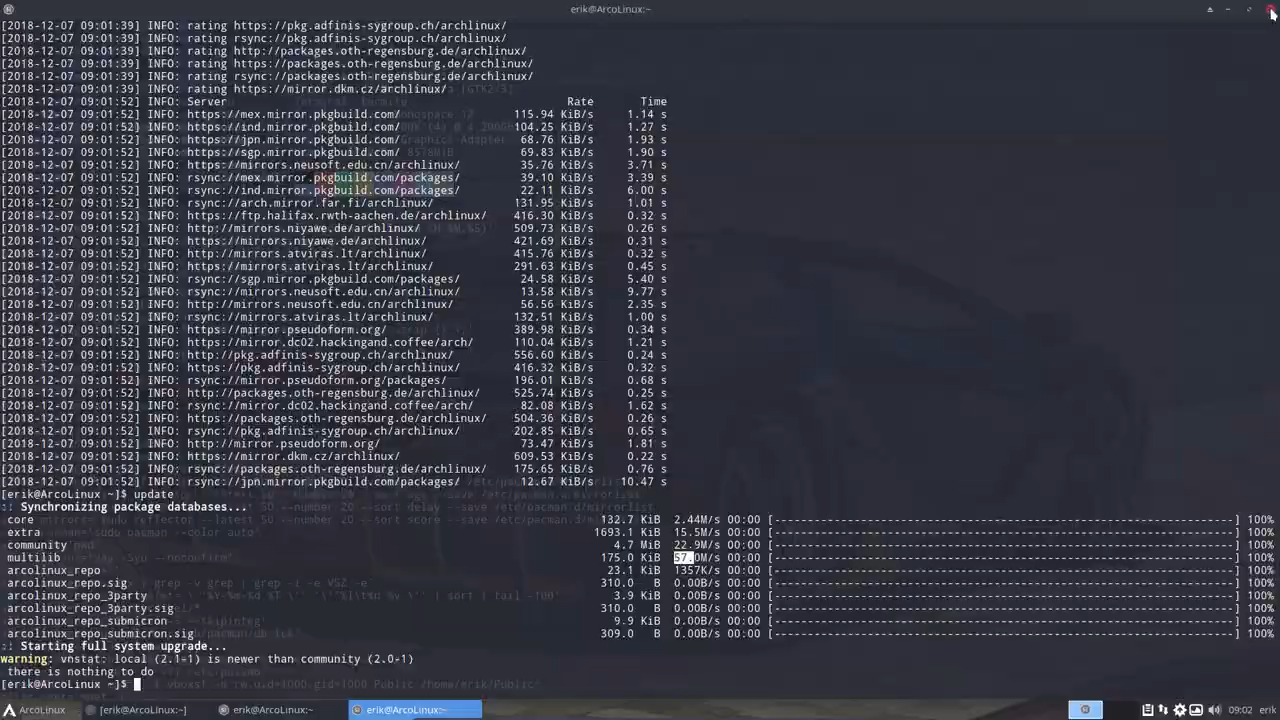 erik@ArcoLinux:~
[2018-12-07 09:01:39] INFO: rating https://pkg.adfinis-sygroup.ch/archlinux/
[2018-12-07 09:01:39] INFO: rating rsync://pkg.adfinis-sygroup.ch/archlinux/
[2018-12-07 09:01:39] INFO: rating http://packages.oth-regensburg.de/archlinux/
[2018-12-07 09:01:39] INFO: rating https://packages.oth-regensburg.de/archlinux/
[2018-12-07 09:01:39] INFO: rating rsync://packages.oth-regensburg.de/archlinux/
[2018-12-07 09:01:39] INFO: rating https://mirror.dkm.cz/archlinux/
[2018-12-07 09:01:52] INFO: Server Rate Time
[2018-12-07 09:01:52] INFO: https://mex.mirror.pkgbuild.com/ 115.94 KiB/s 1.14 s
[2018-12-07 09:01:52] INFO: https://ind.mirror.pkgbuild.com/ 104.25 KiB/s 1.27 s
[2018-12-07 09:01:52] INFO: https://jpn.mirror.pkgbuild.com/ 68.76 KiB/s 1.93 s
[2018-12-07 09:01:52] INFO: https://sgp.mirror.pkgbuild.com/ 69.83 KiB/s 1.90 s
[2018-12-07 09:01:52] INFO: https://mirrors.neusoft.edu.cn/archlinux/ 35.76 KiB/s 3.71 s
[2018-12-07 09:01:52] INFO: rsync://mex.mirror.pkgbuild.com/packages/ 39.10 KiB/s 3.39 s
[2018-12-07 09:01:52] INFO: rsync://ind.mirror.pkgbuild.com/packages/ 22.11 KiB/s 6.00 s
[2018-12-07 09:01:52] INFO: rsync://arch.mirror.far.fi/archlinux/ 131.95 KiB/s 1.01 s
[2018-12-07 09:01:52] INFO: https://ftp.halifax.rwth-aachen.de/archlinux/ 416.30 KiB/s 0.32 s
[2018-12-07 09:01:52] INFO: http://mirrors.niyawe.de/archlinux/ 509.73 KiB/s 0.26 s
[2018-12-07 09:01:52] INFO: https://mirrors.niyawe.de/archlinux/ 421.69 KiB/s 0.31 s
[2018-12-07 09:01:52] INFO: http://mirrors.atviras.lt/archlinux/ 415.76 KiB/s 0.32 s
[2018-12-07 09:01:52] INFO: https://mirrors.atviras.lt/archlinux/ 291.63 KiB/s 0.45 s
[2018-12-07 09:01:52] INFO: rsync://sgp.mirror.pkgbuild.com/packages/ 24.58 KiB/s 5.40 s
[2018-12-07 09:01:52] INFO: rsync://mirrors.neusoft.edu.cn/archlinux/ 13.58 KiB/s 9.77 s
[2018-12-07 09:01:52] INFO: http://mirrors.neusoft.edu.cn/archlinux/ 56.56 KiB/s 2.35 s
[2018-12-07 09:01:52] INFO: rsync://mirrors.atviras.lt/archlinux/ 132.51 KiB/s 1.00 s
[2018-12-07 09:01:52] INFO: https://mirror.pseudoform.org/ 389.98 KiB/s 0.34 s
[2018-12-07 09:01:52] INFO: https://mirror.dc02.hackingand.coffee/arch/ 110.04 KiB/s 1.21 s
[2018-12-07 09:01:52] INFO: http://pkg.adfinis-sygroup.ch/archlinux/ 556.60 KiB/s 0.24 s
[2018-12-07 09:01:52] INFO: https://pkg.adfinis-sygroup.ch/archlinux/ 416.32 KiB/s 0.32 s
[2018-12-07 09:01:52] INFO: rsync://mirror.pseudoform.org/packages/ 196.01 KiB/s 0.68 s
[2018-12-07 09:01:52] INFO: http://packages.oth-regensburg.de/archlinux/ 525.74 KiB/s 0.25 s
[2018-12-07 09:01:52] INFO: rsync://mirror.dc02.hackingand.coffee/arch/ 82.08 KiB/s 1.62 s
[2018-12-07 09:01:52] INFO: https://packages.oth-regensburg.de/archlinux/ 504.36 KiB/s 0.26 s
[2018-12-07 09:01:52] INFO: rsync://pkg.adfinis-sygroup.ch/archlinux/ 202.85 KiB/s 0.65 s
[2018-12-07 09:01:52] INFO: http://mirror.pseudoform.org/ 73.47 KiB/s 1.81 s
[2018-12-07 09:01:52] INFO: https://mirror.dkm.cz/archlinux/ 609.53 KiB/s 0.22 s
[2018-12-07 09:01:52] INFO: rsync://packages.oth-regensburg.de/archlinux/ 175.65 KiB/s 0.76 s
[2018-12-07 09:01:52] INFO: rsync://jpn.mirror.pkgbuild.com/packages/ 12.67 KiB/s 10.47 s
[erik@ArcoLinux ~]$ update
:: Synchronizing package databases...
core 132.7 KiB 2.44M/s 00:00 [------] 100%
extra 1693.1 KiB 15.5M/s 00:00 [------] 100%
community 4.7 MiB 22.9M/s 00:00 [------] 100%
multilib 175.0 KiB 57.0M/s 00:00 [------] 100%
arcolinux_repo 23.1 KiB 1357K/s 00:00 [------] 100%
arcolinux_repo.sig 310.0 B 0.00B/s 00:00 [------] 100%
arcolinux_repo_3party 3.9 KiB 0.00B/s 00:00 [------] 100%
arcolinux_repo_3party.sig 310.0 B 0.00B/s 00:00 [------] 100%
arcolinux_repo_submicron 9.9 KiB 0.00B/s 00:00 [------] 100%
arcolinux_repo_submicron.sig 309.0 B 0.00B/s 00:00 [------] 100%
:: Starting full system upgrade...
warning: vnstat: local (2.1-1) is newer than community (2.0-1)
there is nothing to do
[erik@ArcoLinux ~]$
ArcoLinux [erik@ArcoLinux:~] erik@ArcoLinux:~ erik@ArcoLinux:~ 09:02 erik